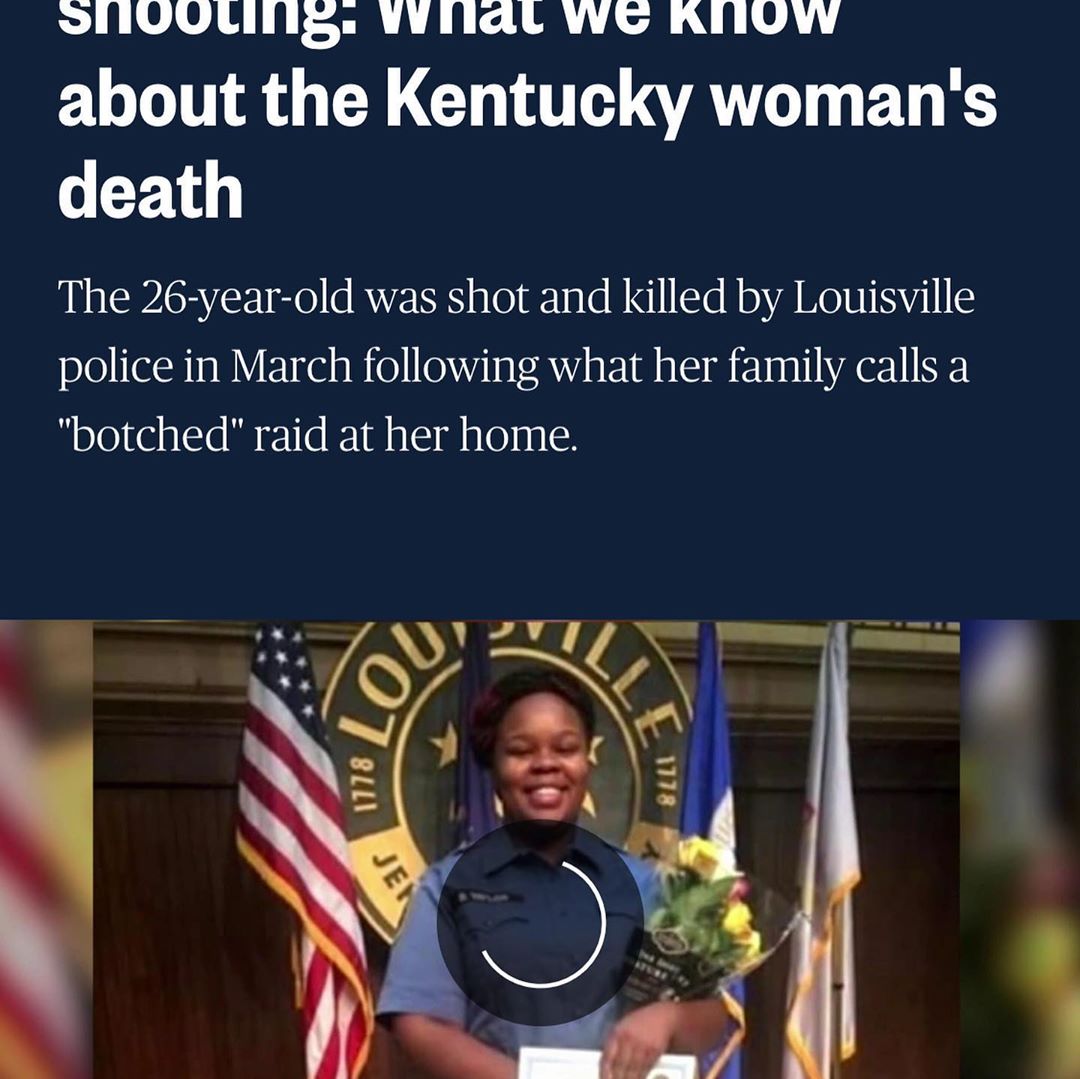 shooting: What we know
about the Kentucky woman's
death
The 26-year-old was shot and killed by Louisville
police in March following what her family calls a
"botched" raid at her home.
LOUISVILLE
1778
1778
JEF